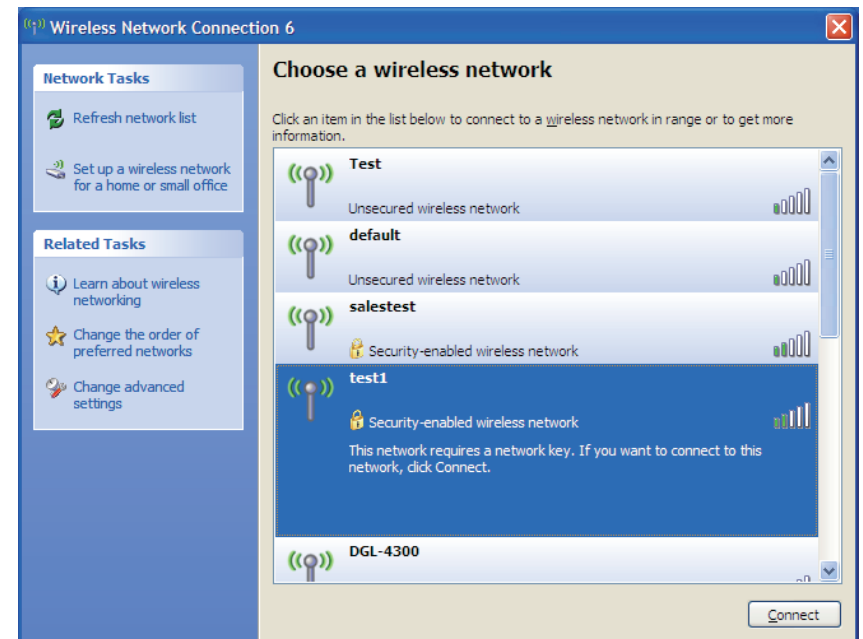 Wireless Network Connection 6
Network Tasks
Refresh network list
Set up a wireless network
for a home or small office
Related Tasks
Learn about wireless
networking
Change the order of
preferred networks
Change advanced
settings
Choose a wireless network
Click an item in the list below to connect to a wireless network in range or to get more
information.
Test
Unsecured wireless network
default
Unsecured wireless network
salestest
Security-enabled wireless network
test1
Security-enabled wireless network
This network requires a network key. If you want to connect to this
network, click Connect.
DGL-4300
Connect